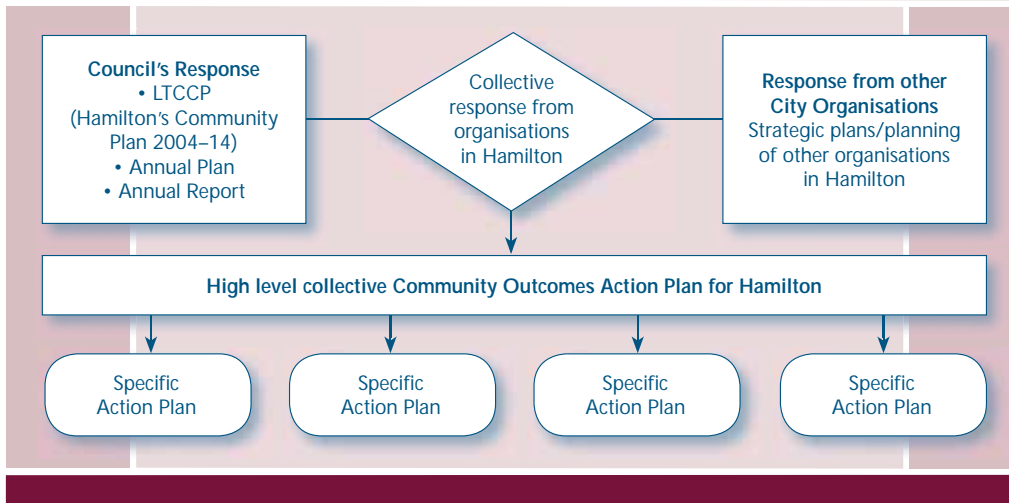 Council's Response
• LTCCP
(Hamilton's Community
Plan 2004–14)
• Annual Plan
• Annual Report
Collective
response from
organisations
in Hamilton
Response from other
City Organisations
Strategic plans/planning
of other organisations
in Hamilton
High level collective Community Outcomes Action Plan for Hamilton
Specific
Action Plan
Specific
Action Plan
Specific
Action Plan
Specific
Action Plan